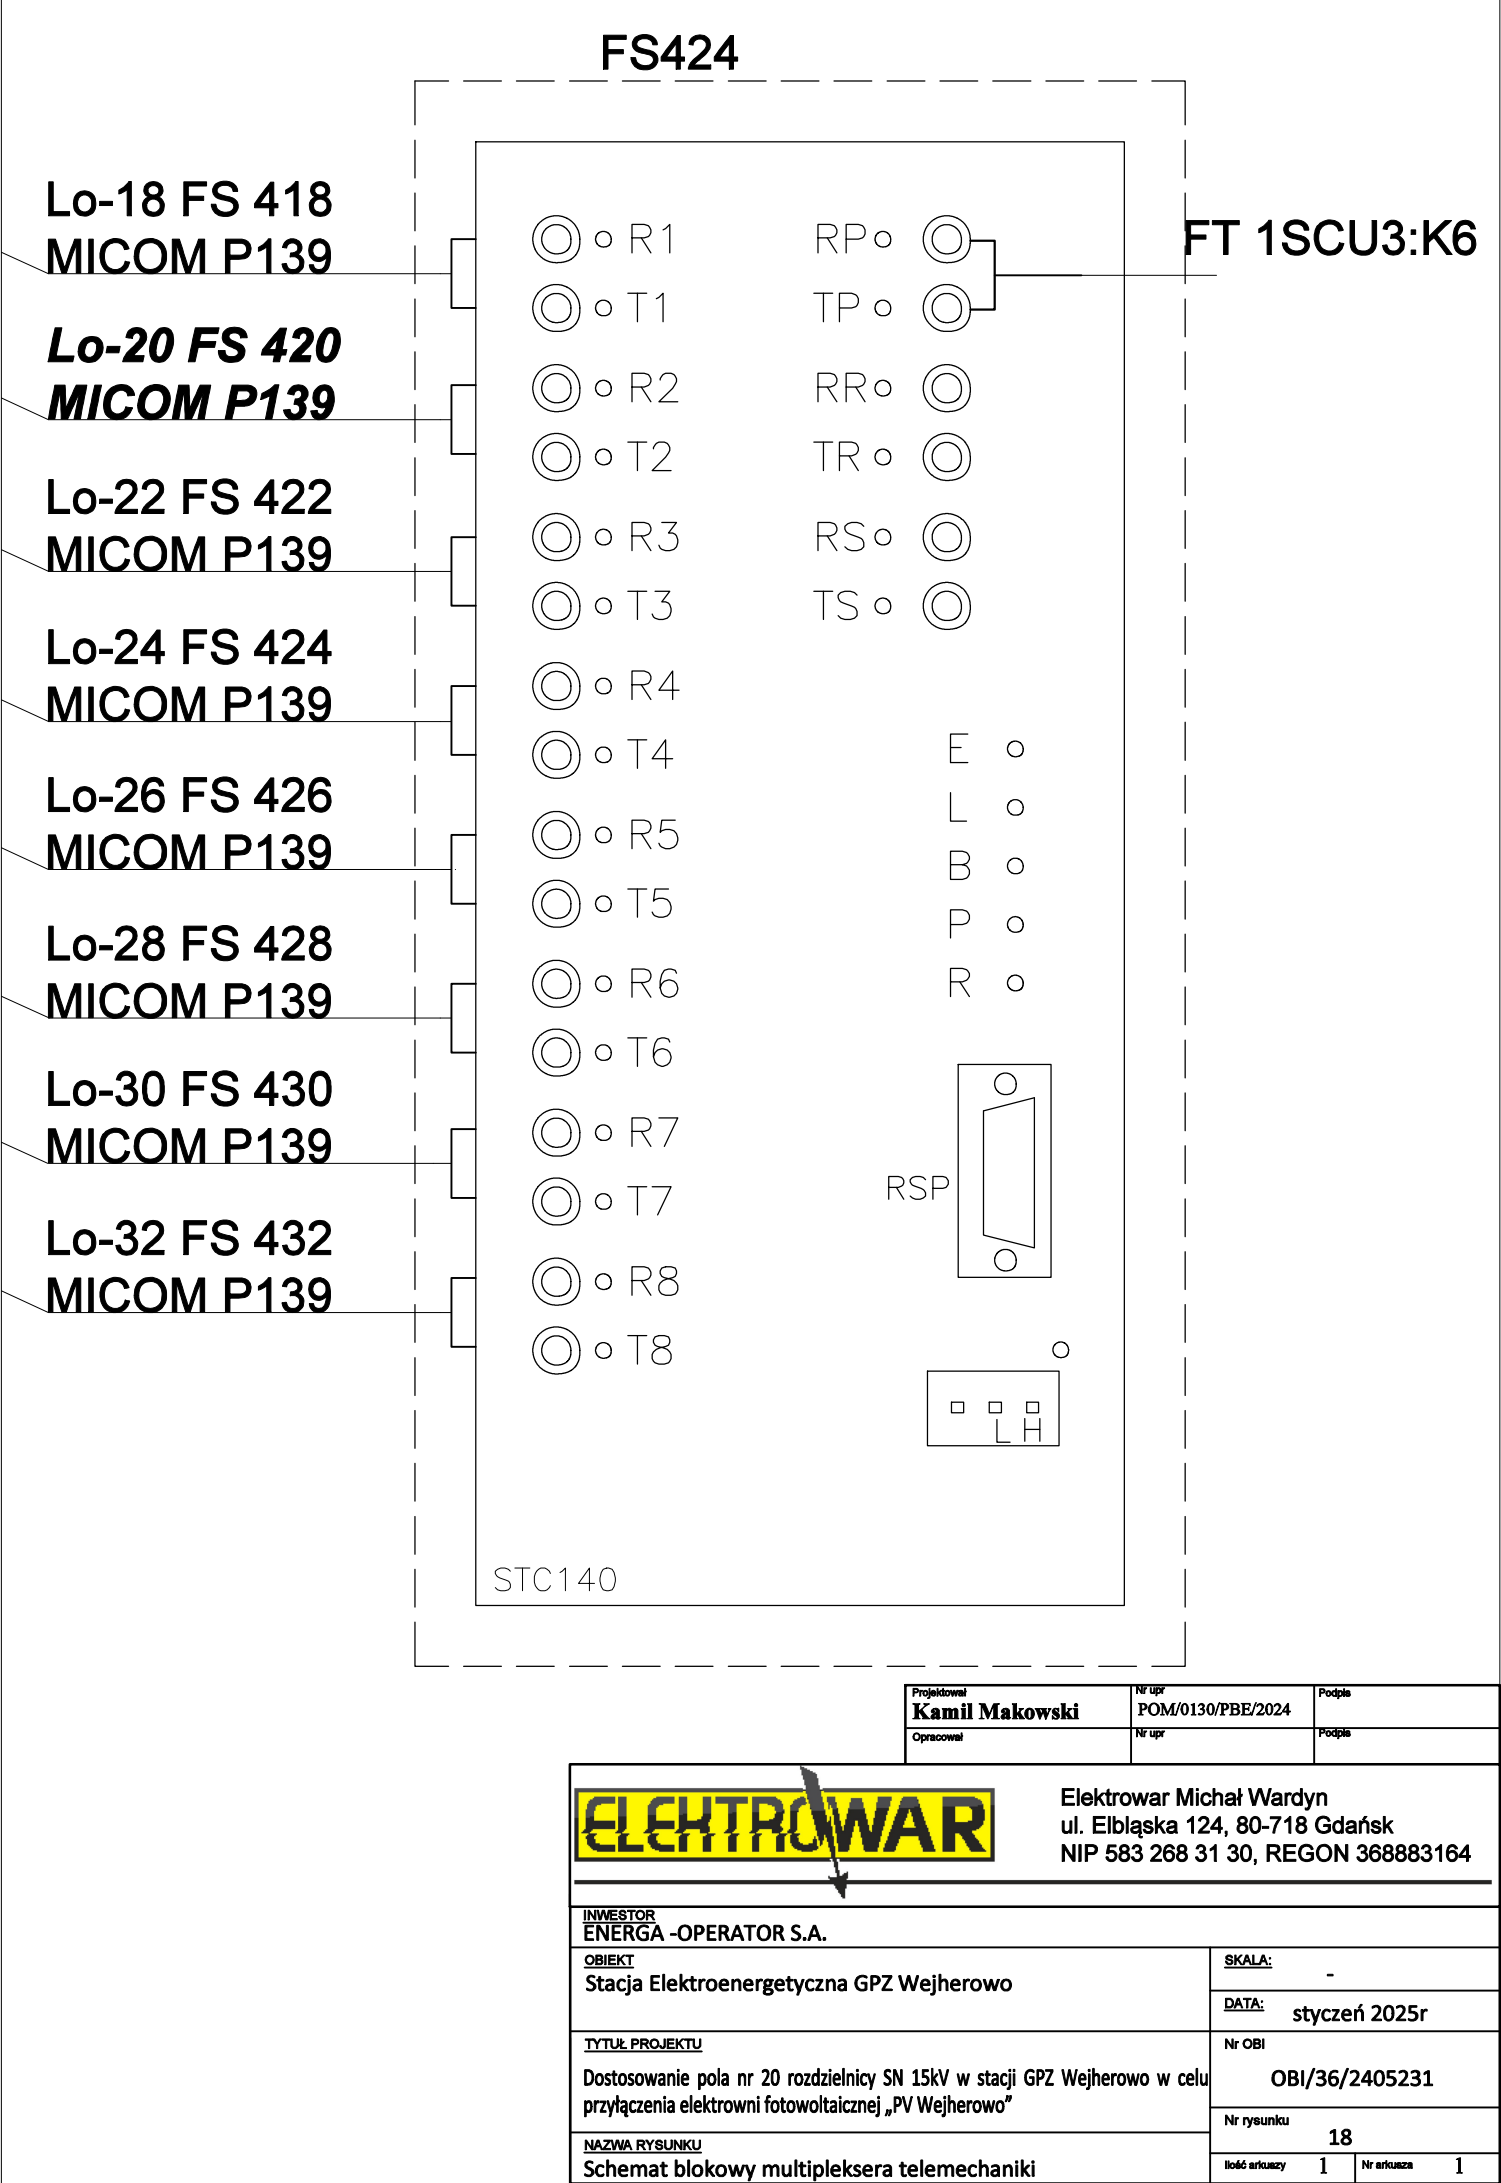 FS424
Lo-18 FS 418
MICOM P139
R1
RP
FT 1SCU3:K6
T1
TP
Lo-20 FS 420
MICOM P139
R2
RR
T2
TR
Lo-22 FS 422
MICOM P139
R3
RS
T3
TS
Lo-24 FS 424
MICOM P139
R4
T4
E
L
Lo-26 FS 426
MICOM P139
R5
B
T5
P
Lo-28 FS 428
MICOM P139
R6
R
T6
Lo-30 FS 430
MICOM P139
R7
T7
RSP
Lo-32 FS 432
MICOM P139
R8
T8
L H
STC140
Projektował
Kamil Makowski
Nr upr
POM/0130/PBE/2024
Podpis
Opracował
Nr upr
Podpis
ELEKTROWAR
Elektrowar Michał Wardyn
ul. Elbląska 124, 80-718 Gdańsk
NIP 583 268 31 30, REGON 368883164
INWESTOR
ENERGA -OPERATOR S.A.
OBIEKT
Stacja Elektroenergetyczna GPZ Wejherowo
SKALA:
-
DATA:
styczeń 2025r
TYTUŁ PROJEKTU
Dostosowanie pola nr 20 rozdzielnicy SN 15kV w stacji GPZ Wejherowo w celu
przyłączenia elektrowni fotowoltaicznej „PV Wejherowo”
Nr OBI
OBI/36/2405231
Nr rysunku
18
NAZWA RYSUNKU
Schemat blokowy multipleksera telemechaniki
Ilość arkuszy
1
Nr arkusza
1